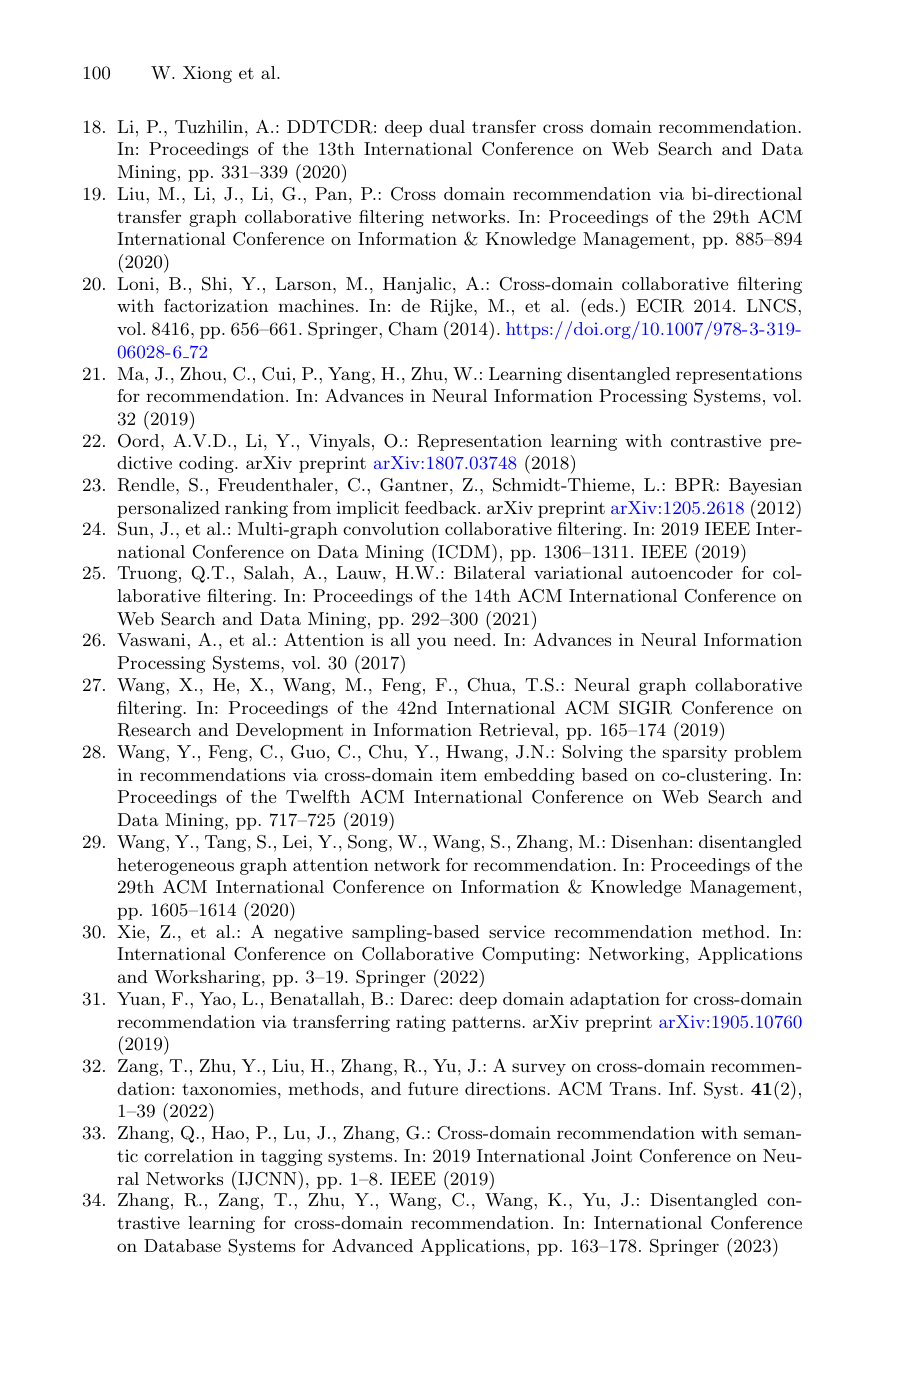 100 W. Xiong et al.
18. Li, P., Tuzhilin, A.: DDTCDR: deep dual transfer cross domain recommendation.
In: Proceedings of the 13th International Conference on Web Search and Data
Mining, pp. 331–339 (2020)
19. Liu, M., Li, J., Li, G., Pan, P.: Cross domain recommendation via bi-directional
transfer graph collaborative filtering networks. In: Proceedings of the 29th ACM
International Conference on Information & Knowledge Management, pp. 885–894
(2020)
20. Loni, B., Shi, Y., Larson, M., Hanjalic, A.: Cross-domain collaborative filtering
with factorization machines. In: de Rijke, M., et al. (eds.) ECIR 2014. LNCS,
vol. 8416, pp. 656–661. Springer, Cham (2014). https://doi.org/10.1007/978-3-319-
06028-6_72
21. Ma, J., Zhou, C., Cui, P., Yang, H., Zhu, W.: Learning disentangled representations
for recommendation. In: Advances in Neural Information Processing Systems, vol.
32 (2019)
22. Oord, A.V.D., Li, Y., Vinyals, O.: Representation learning with contrastive pre-
dictive coding. arXiv preprint arXiv:1807.03748 (2018)
23. Rendle, S., Freudenthaler, C., Gantner, Z., Schmidt-Thieme, L.: BPR: Bayesian
personalized ranking from implicit feedback. arXiv preprint arXiv:1205.2618 (2012)
24. Sun, J., et al.: Multi-graph convolution collaborative filtering. In: 2019 IEEE Inter-
national Conference on Data Mining (ICDM), pp. 1306–1311. IEEE (2019)
25. Truong, Q.T., Salah, A., Lauw, H.W.: Bilateral variational autoencoder for col-
laborative filtering. In: Proceedings of the 14th ACM International Conference on
Web Search and Data Mining, pp. 292–300 (2021)
26. Vaswani, A., et al.: Attention is all you need. In: Advances in Neural Information
Processing Systems, vol. 30 (2017)
27. Wang, X., He, X., Wang, M., Feng, F., Chua, T.S.: Neural graph collaborative
filtering. In: Proceedings of the 42nd International ACM SIGIR Conference on
Research and Development in Information Retrieval, pp. 165–174 (2019)
28. Wang, Y., Feng, C., Guo, C., Chu, Y., Hwang, J.N.: Solving the sparsity problem
in recommendations via cross-domain item embedding based on co-clustering. In:
Proceedings of the Twelfth ACM International Conference on Web Search and
Data Mining, pp. 717–725 (2019)
29. Wang, Y., Tang, S., Lei, Y., Song, W., Wang, S., Zhang, M.: Disenhan: disentangled
heterogeneous graph attention network for recommendation. In: Proceedings of the
29th ACM International Conference on Information & Knowledge Management,
pp. 1605–1614 (2020)
30. Xie, Z., et al.: A negative sampling-based service recommendation method. In:
International Conference on Collaborative Computing: Networking, Applications
and Worksharing, pp. 3–19. Springer (2022)
31. Yuan, F., Yao, L., Benatallah, B.: Darec: deep domain adaptation for cross-domain
recommendation via transferring rating patterns. arXiv preprint arXiv:1905.10760
(2019)
32. Zang, T., Zhu, Y., Liu, H., Zhang, R., Yu, J.: A survey on cross-domain recommen-
dation: taxonomies, methods, and future directions. ACM Trans. Inf. Syst. 41(2),
1–39 (2022)
33. Zhang, Q., Hao, P., Lu, J., Zhang, G.: Cross-domain recommendation with seman-
tic correlation in tagging systems. In: 2019 International Joint Conference on Neu-
ral Networks (IJCNN), pp. 1–8. IEEE (2019)
34. Zhang, R., Zang, T., Zhu, Y., Wang, C., Wang, K., Yu, J.: Disentangled con-
trastive learning for cross-domain recommendation. In: International Conference
on Database Systems for Advanced Applications, pp. 163–178. Springer (2023)